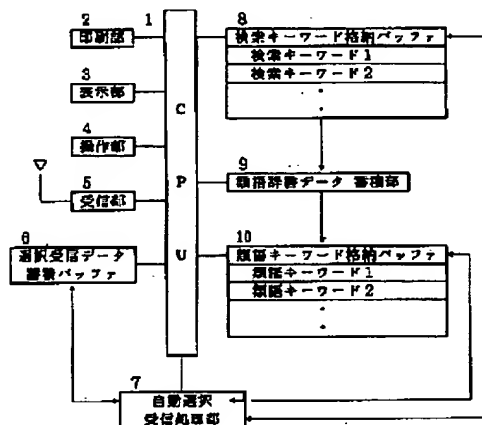 2
印刷部
3
表示部
4
操作部
5
受信部
6
選択受信データ
蓄積バッファ
1
C
P
U
7
自動選択
受信処理部
8
検索キーワード格納バッファ
検索キーワード1
検索キーワード2
・
・
9
類語辞書データ 蓄積部
10
類語キーワード格納バッファ
類語キーワード1
類語キーワード2
・
・